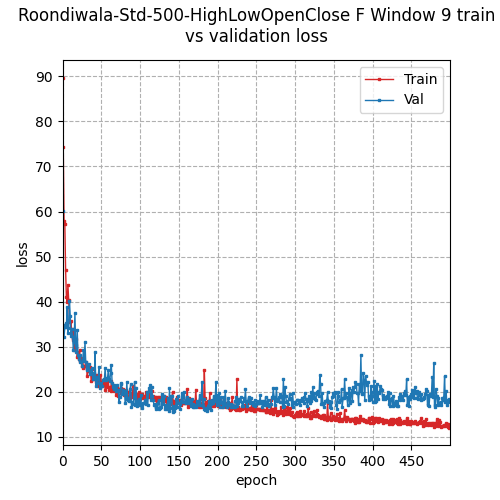 Roondiwala-Std-500-HighLowOpenClose F Window 9 train
vs validation loss
Train
Val
90
80
70
60
50
40
30
20
10
loss
0 50 100 150 200 250 300 350 400 450
epoch